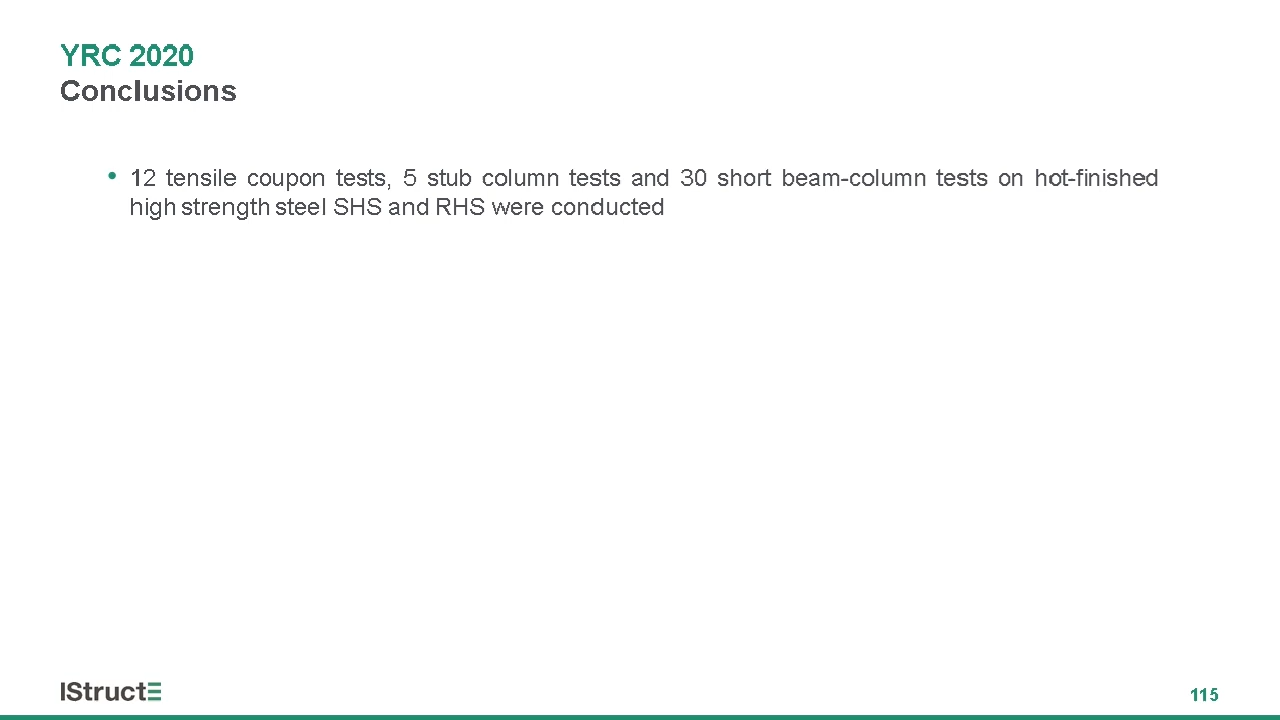 YRC 2020
Conclusions
• 12 tensile coupon tests, 5 stub column tests and 30 short beam-column tests on hot-finished
high strength steel SHS and RHS were conducted
IStructE
115